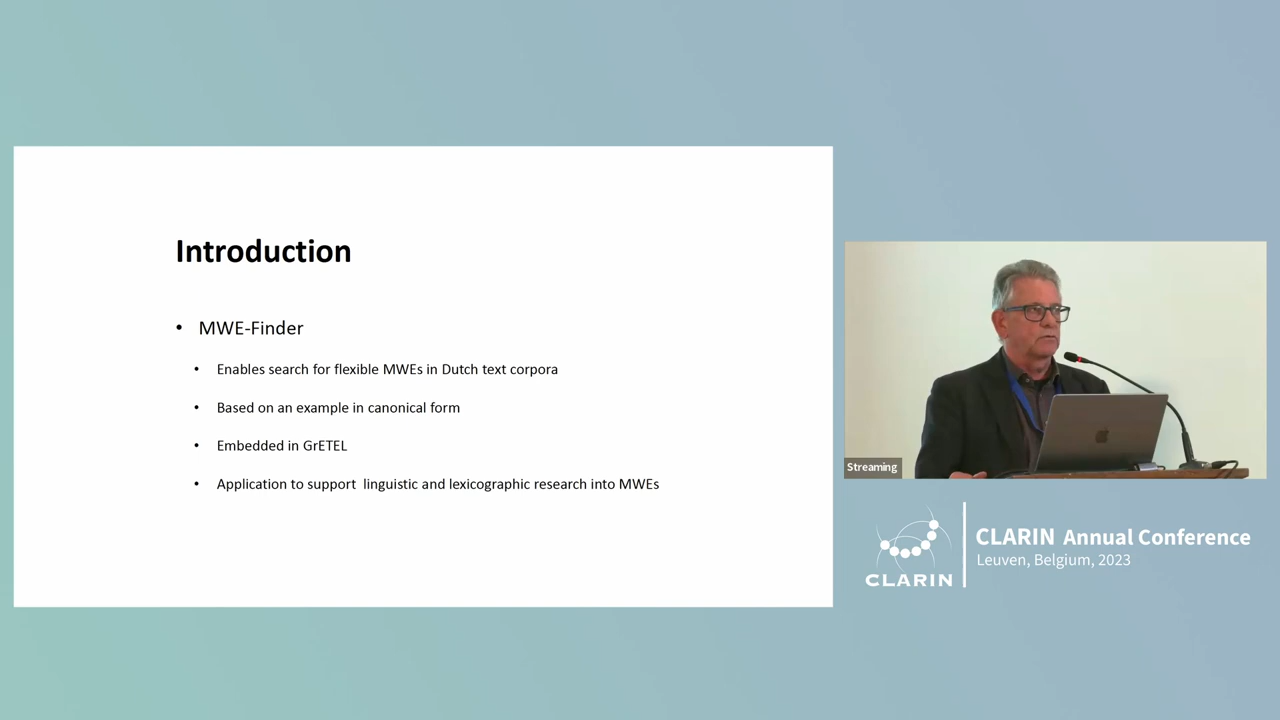 Introduction
• MWE-Finder
• Enables search for flexible MWEs in Dutch text corpora
• Based on an example in canonical form
• Embedded in GrETEL
• Application to support linguistic and lexicographic research into MWEs
Streaming
CLARIN
CLARIN Annual Conference
Leuven, Belgium, 2023